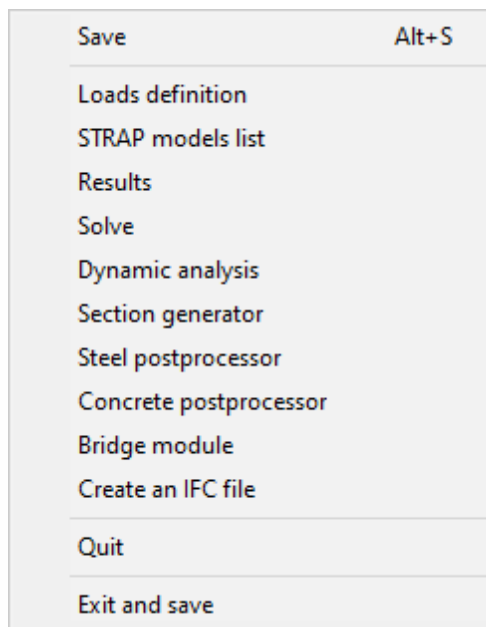 Save Alt+S
Loads definition
STRAP models list
Results
Solve
Dynamic analysis
Section generator
Steel postprocessor
Concrete postprocessor
Bridge module
Create an IFC file
Quit
Exit and save